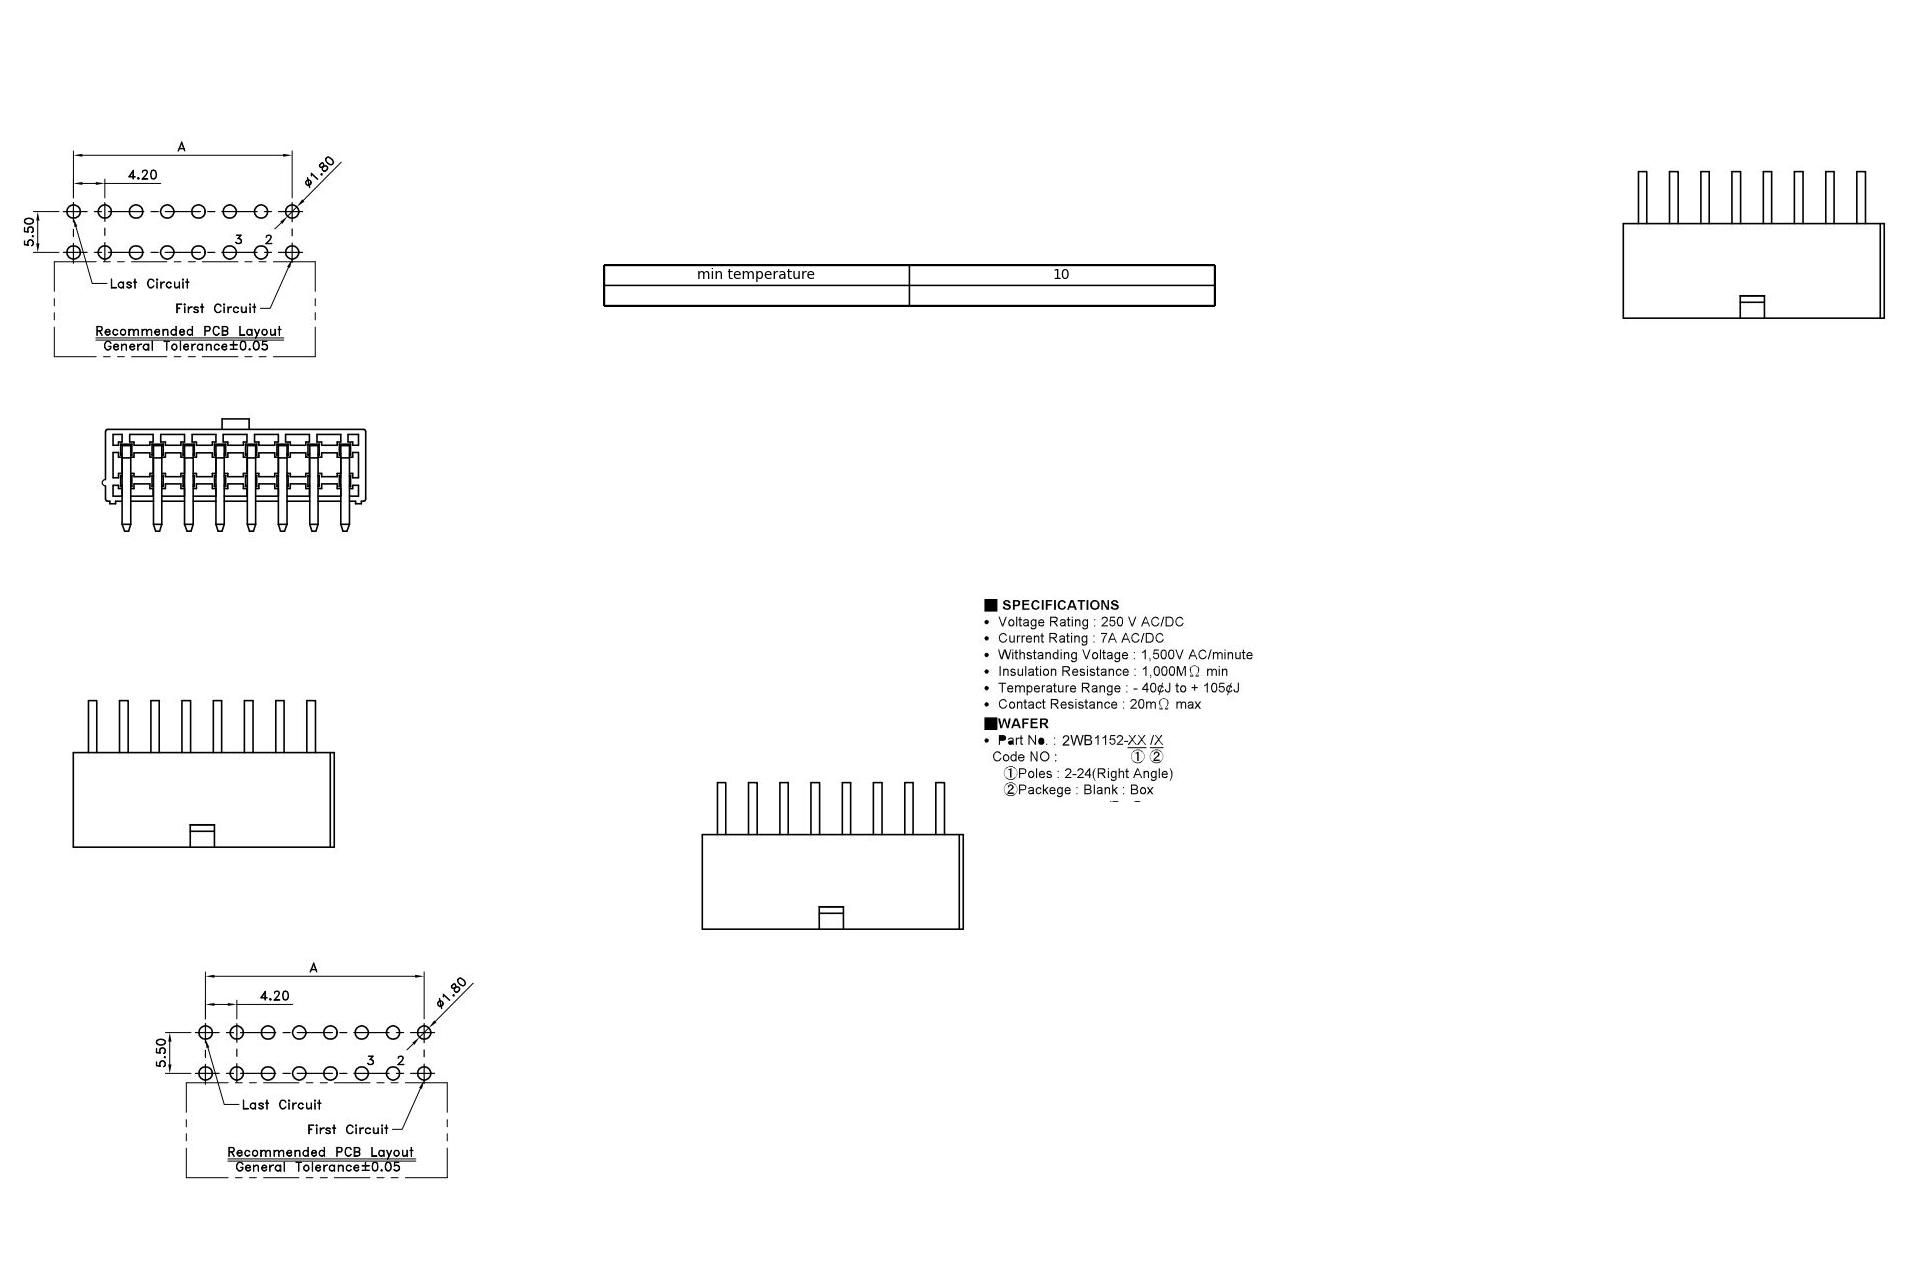 A
4.20
ø1.80
5.50
3 2
Last Circuit
First Circuit
Recommended PCB Layout
General Tolerance±0.05
min temperature 10
■ SPECIFICATIONS
• Voltage Rating : 250 V AC/DC
• Current Rating : 7A AC/DC
• Withstanding Voltage : 1,500V AC/minute
• Insulation Resistance : 1,000MΩ min
• Temperature Range : - 40¢J to + 105¢J
• Contact Resistance : 20mΩ max
■WAFER
• Part No. : 2WB1152-XX /X
Code NO : ① ②
①Poles : 2-24(Right Angle)
②Packege : Blank : Box
A
4.20
ø1.80
5.50
3 2
Last Circuit
First Circuit
Recommended PCB Layout
General Tolerance±0.05